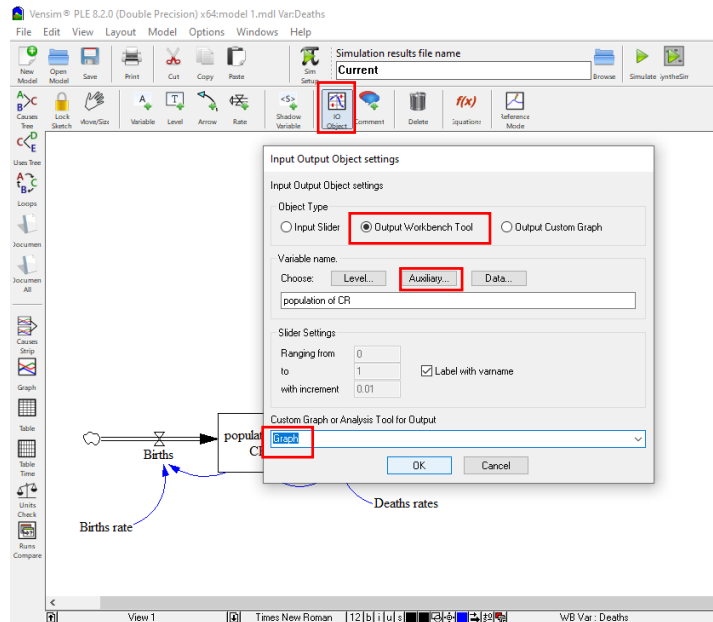 Vensim® PLE 8.2.0 (Double Precision) x64:model 1.mdl Var:Deaths
File Edit View Layout Model Options Windows Help
Simulation results file name
Current
New Model
Open Model
Save
Print
Cut
Copy
Paste
Sim Setup
Browse
Simulate
SyntheSim
Causes Tree
Lock Sketch
Move/Size
Variable
Level
Arrow
Rate
<S>
Shadow Variable
IO Object
Comment
Delete
f(x)
Equations
Reference Mode
Uses Tree
Loops
Documen
Documen All
Causes Strip
Graph
Table
Table Time
Units Check
Runs Compare
Input Output Object settings
Input Output Object settings
Object Type
Input Slider
Output Workbench Tool
Output Custom Graph
Variable name.
Choose:
Level...
Auxiliary...
Data...
population of CR
Slider Settings
Ranging from
0
to
1
Label with varname
with increment
0.01
Custom Graph or Analysis Tool for Output
Graph
OK
Cancel
populat
C
Births
Births rate
Deaths rates
View 1
Times New Roman
12 b i u s
WB Var : Deaths